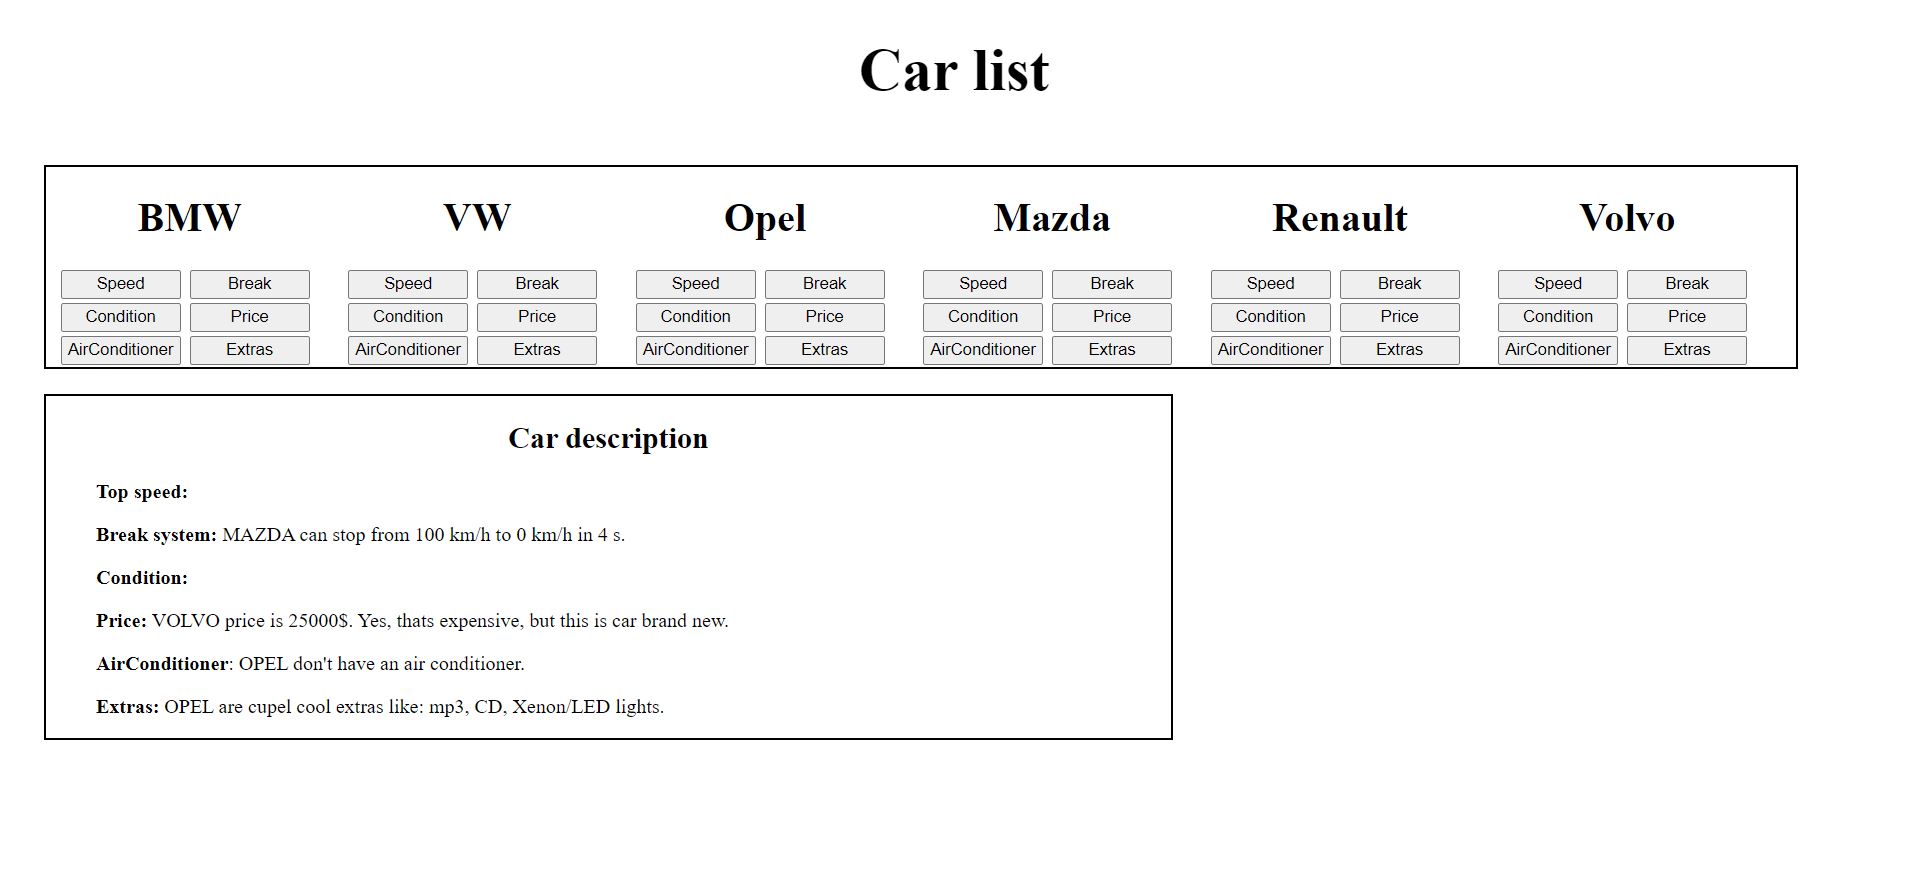 Car list
BMW VW Opel Mazda Renault Volvo
Speed Break Speed Break Speed Break Speed Break Speed Break Speed Break
Condition Price Condition Price Condition Price Condition Price Condition Price Condition Price
AirConditioner Extras AirConditioner Extras AirConditioner Extras AirConditioner Extras AirConditioner Extras AirConditioner Extras
Car description
Top speed:
Break system: MAZDA can stop from 100 km/h to 0 km/h in 4 s.
Condition:
Price: VOLVO price is 25000$. Yes, thats expensive, but this is car brand new.
AirConditioner: OPEL don't have an air conditioner.
Extras: OPEL are cupel cool extras like: mp3, CD, Xenon/LED lights.